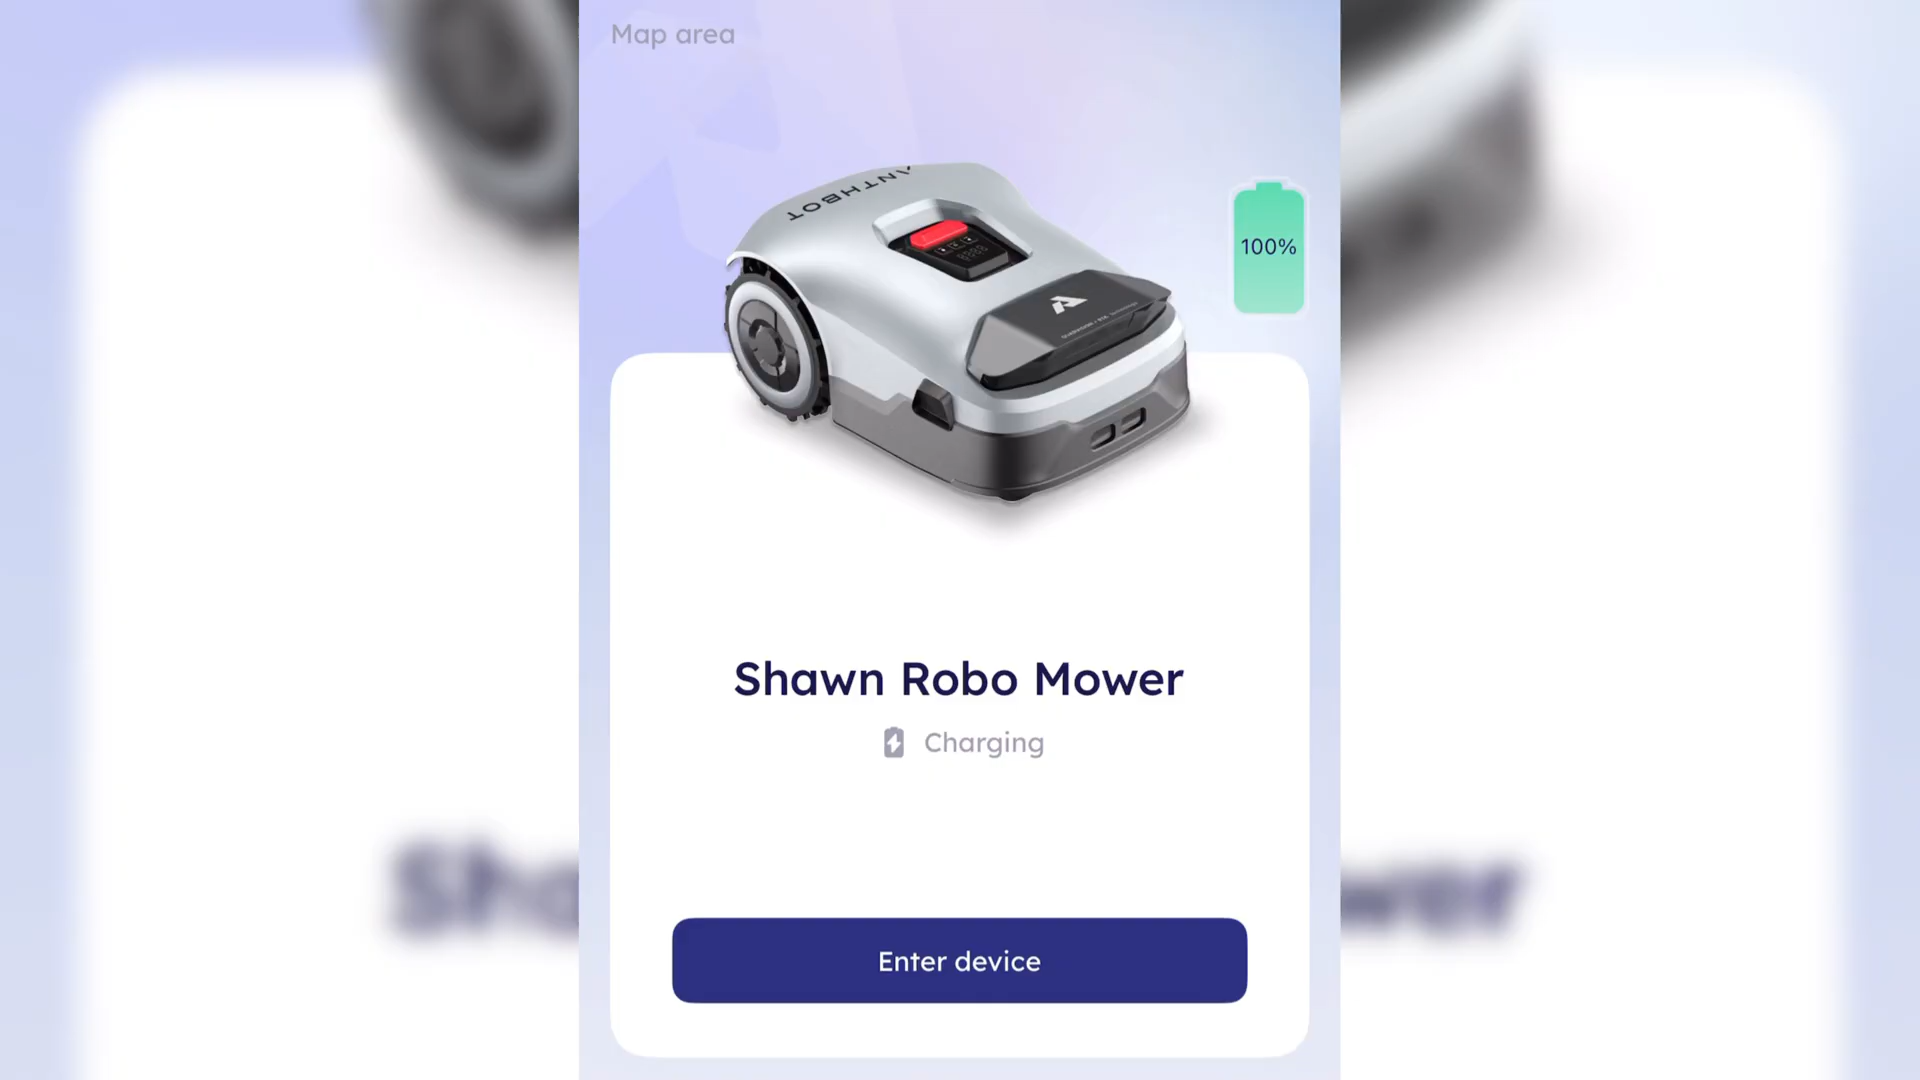 Map area
ANTHBOT
100%
Shawn Robo Mower
Charging
Enter device